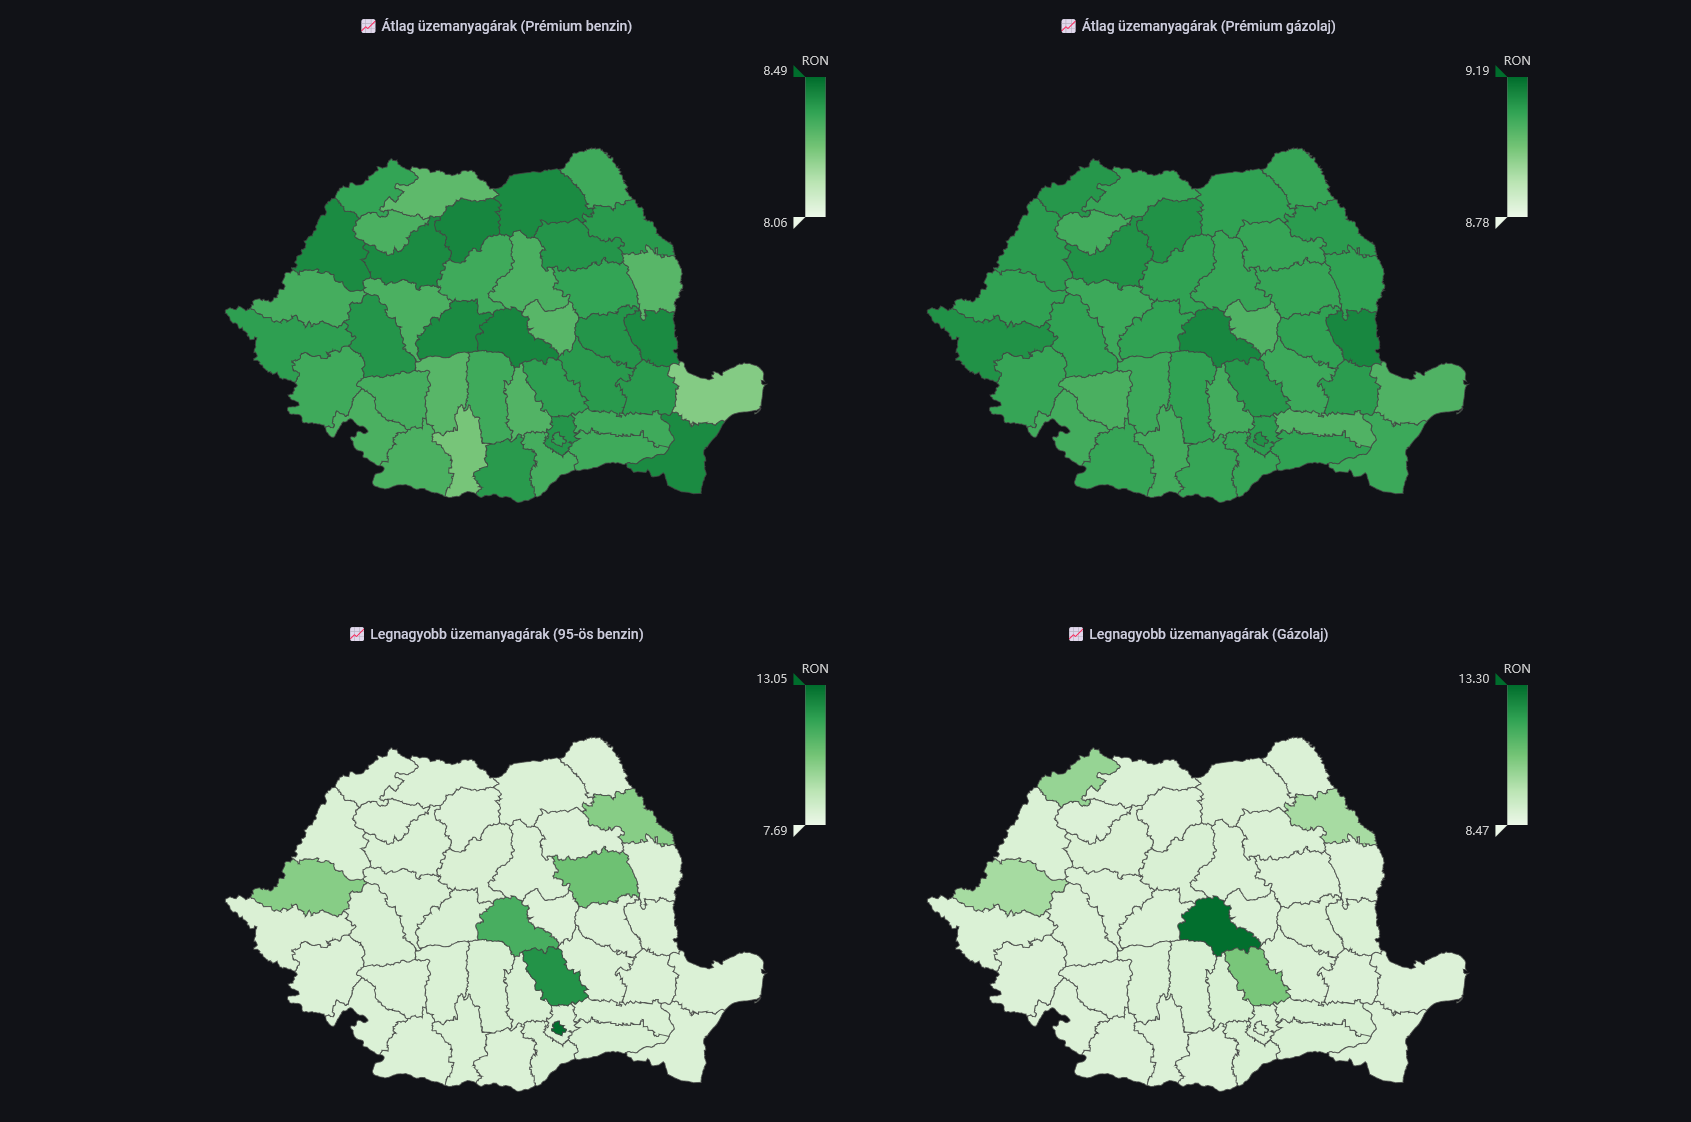 Átlag üzemanyagárak (Prémium benzin)
RON
8.49
8.06
Átlag üzemanyagárak (Prémium gázolaj)
RON
9.19
8.78
Legnagyobb üzemanyagárak (95-ös benzin)
RON
13.05
7.69
Legnagyobb üzemanyagárak (Gázolaj)
RON
13.30
8.47